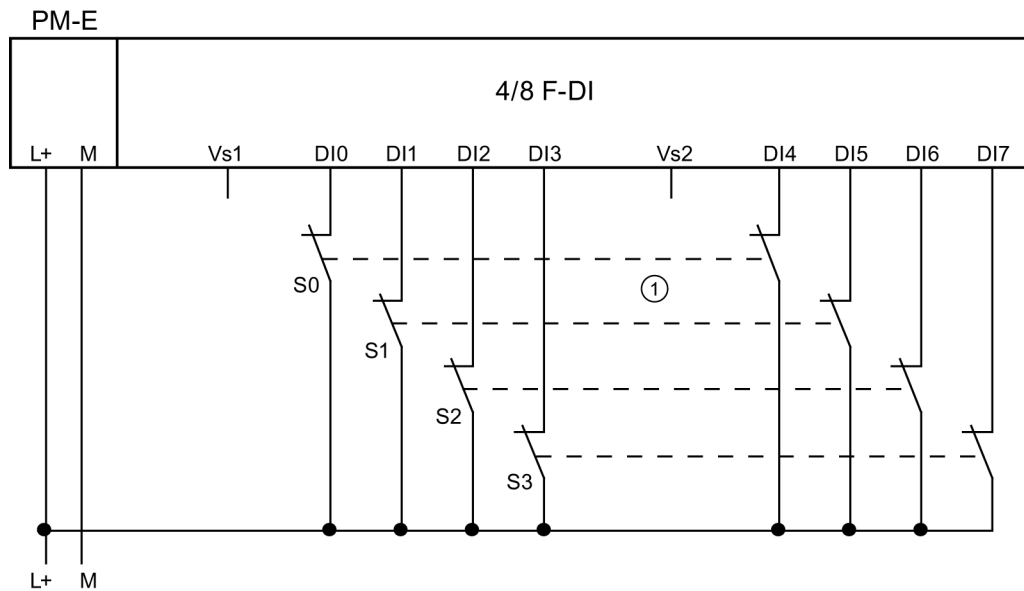 PM-E
4/8 F-DI
L+ M Vs1 DI0 DI1 DI2 DI3 Vs2 DI4 DI5 DI6 DI7
S0
1
S1
S2
S3
L+ M